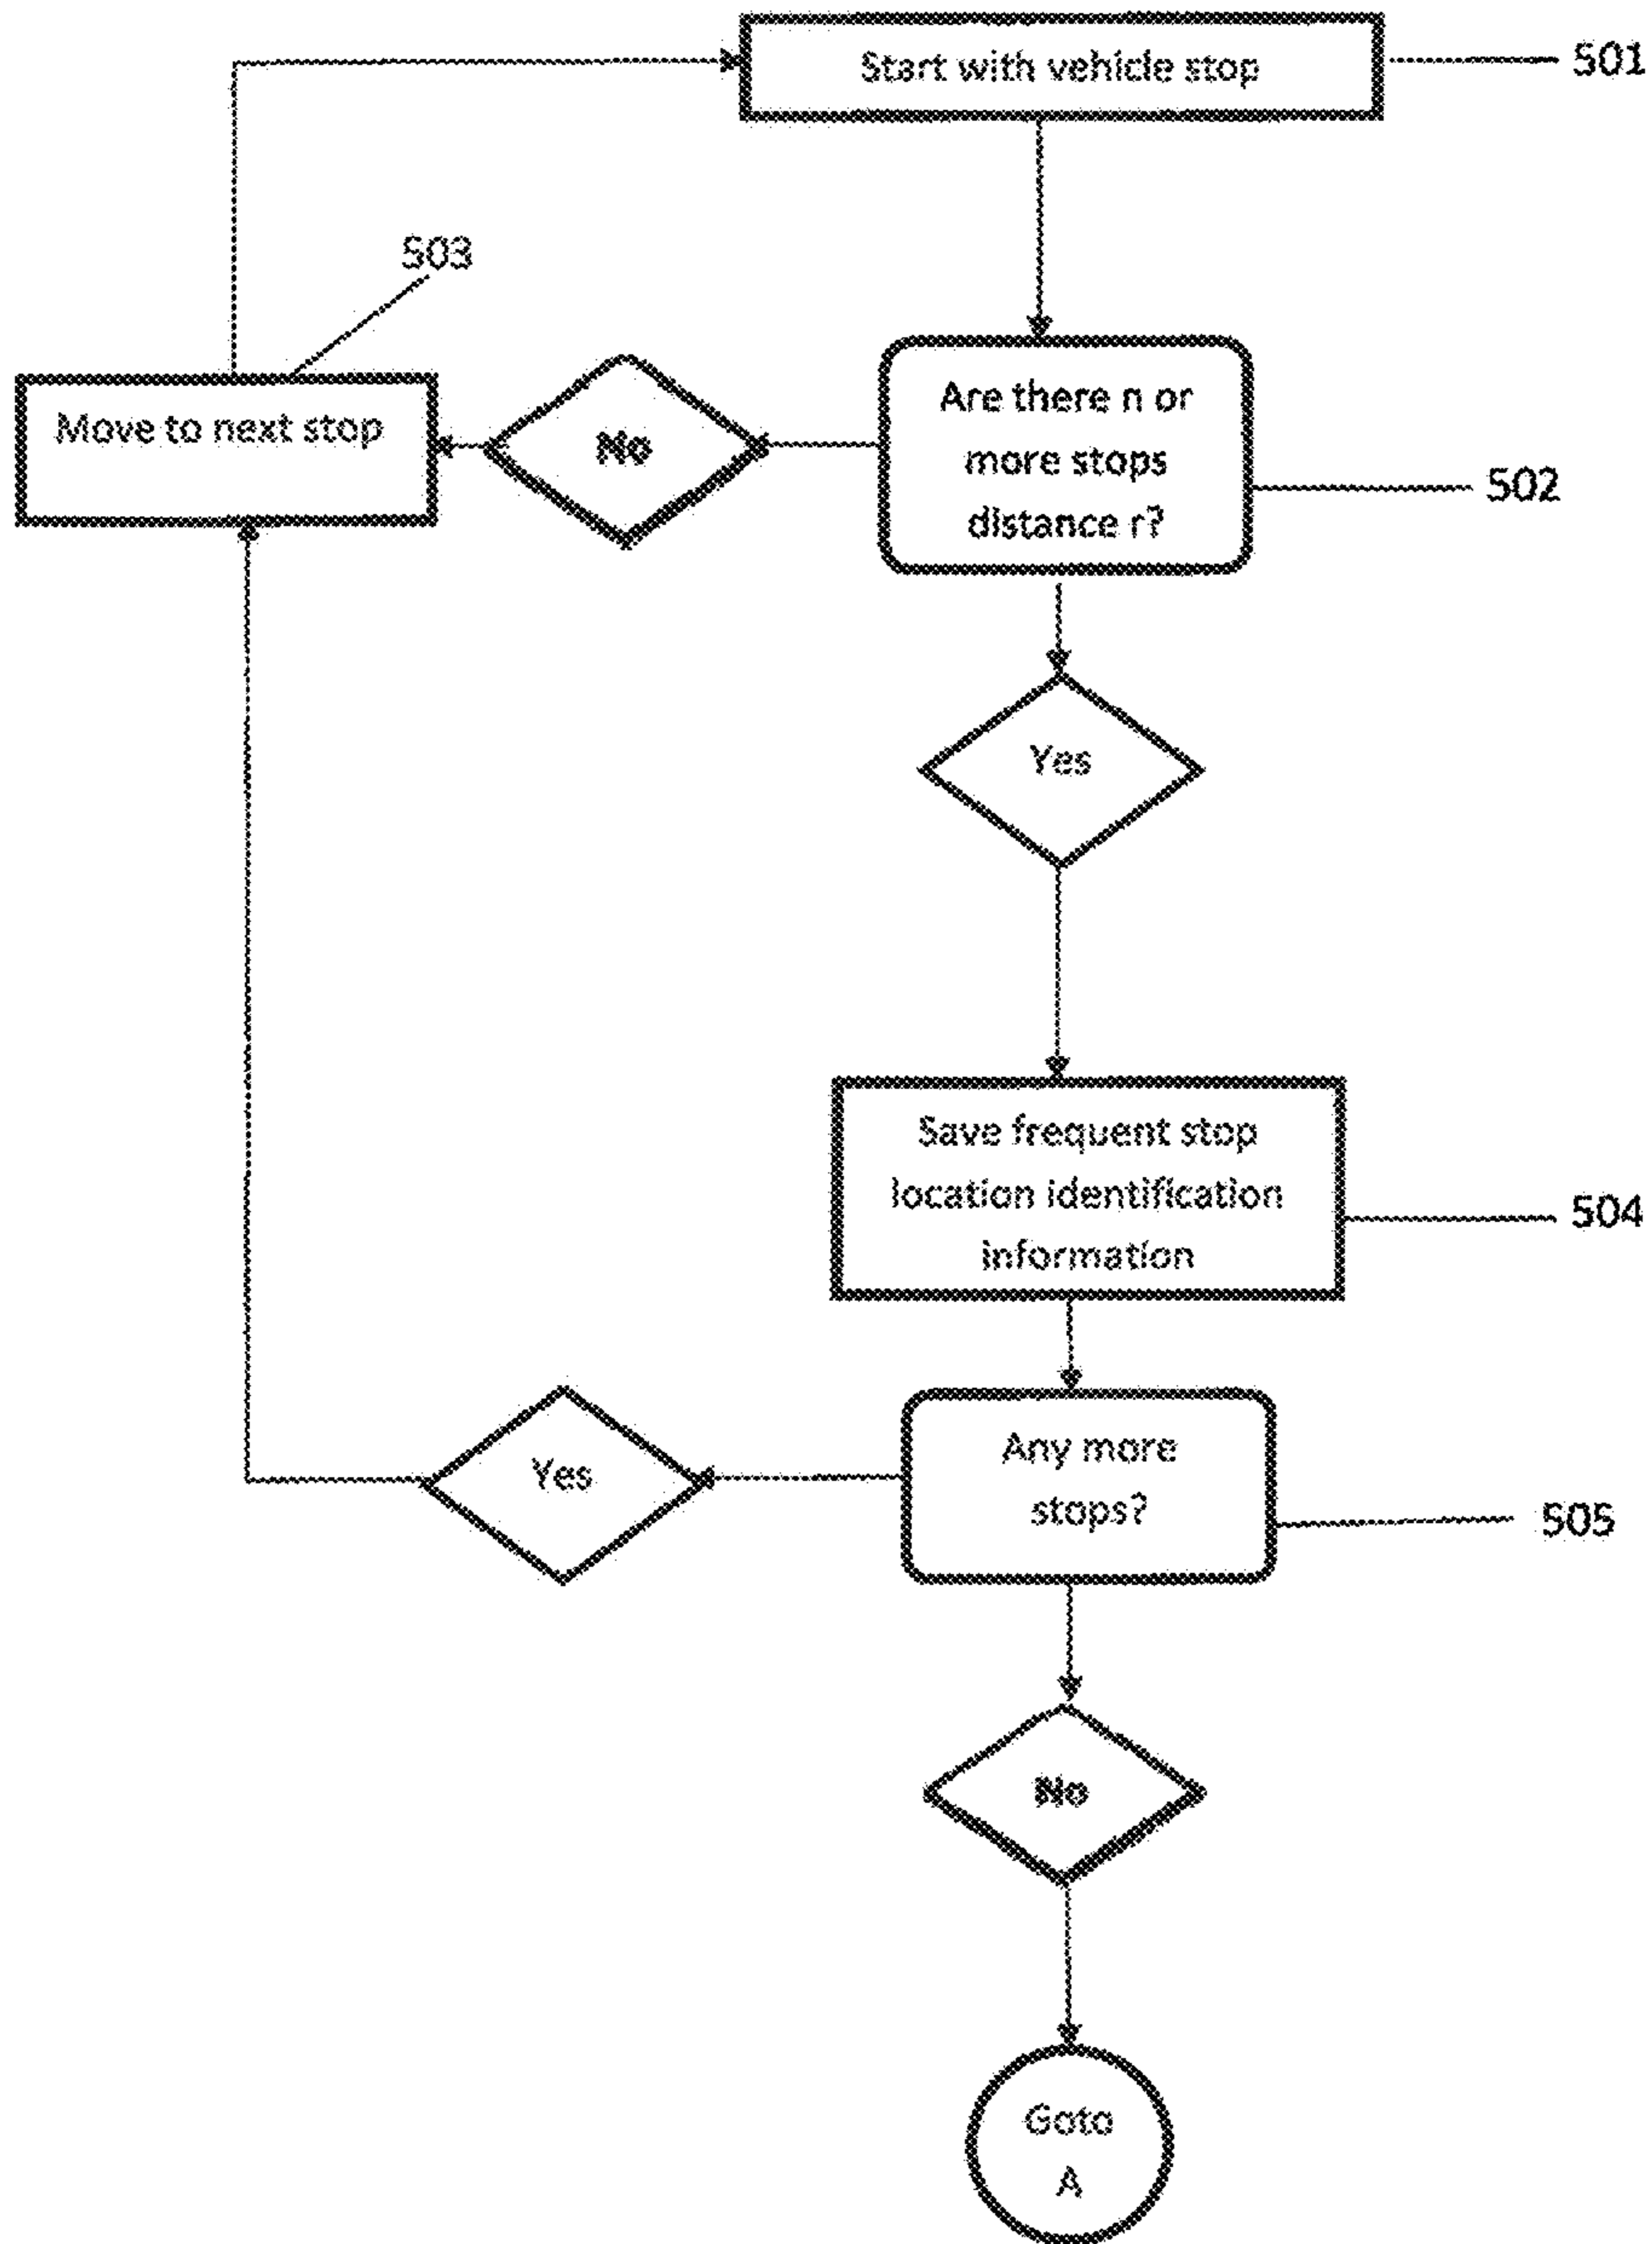 Start with vehicle stop
501
503
Move to next stop
No
Are there n or
more stops
distance r?
502
Yes
Save frequent stop
location identification
information
504
Yes
Any more
stops?
505
No
Goto
A